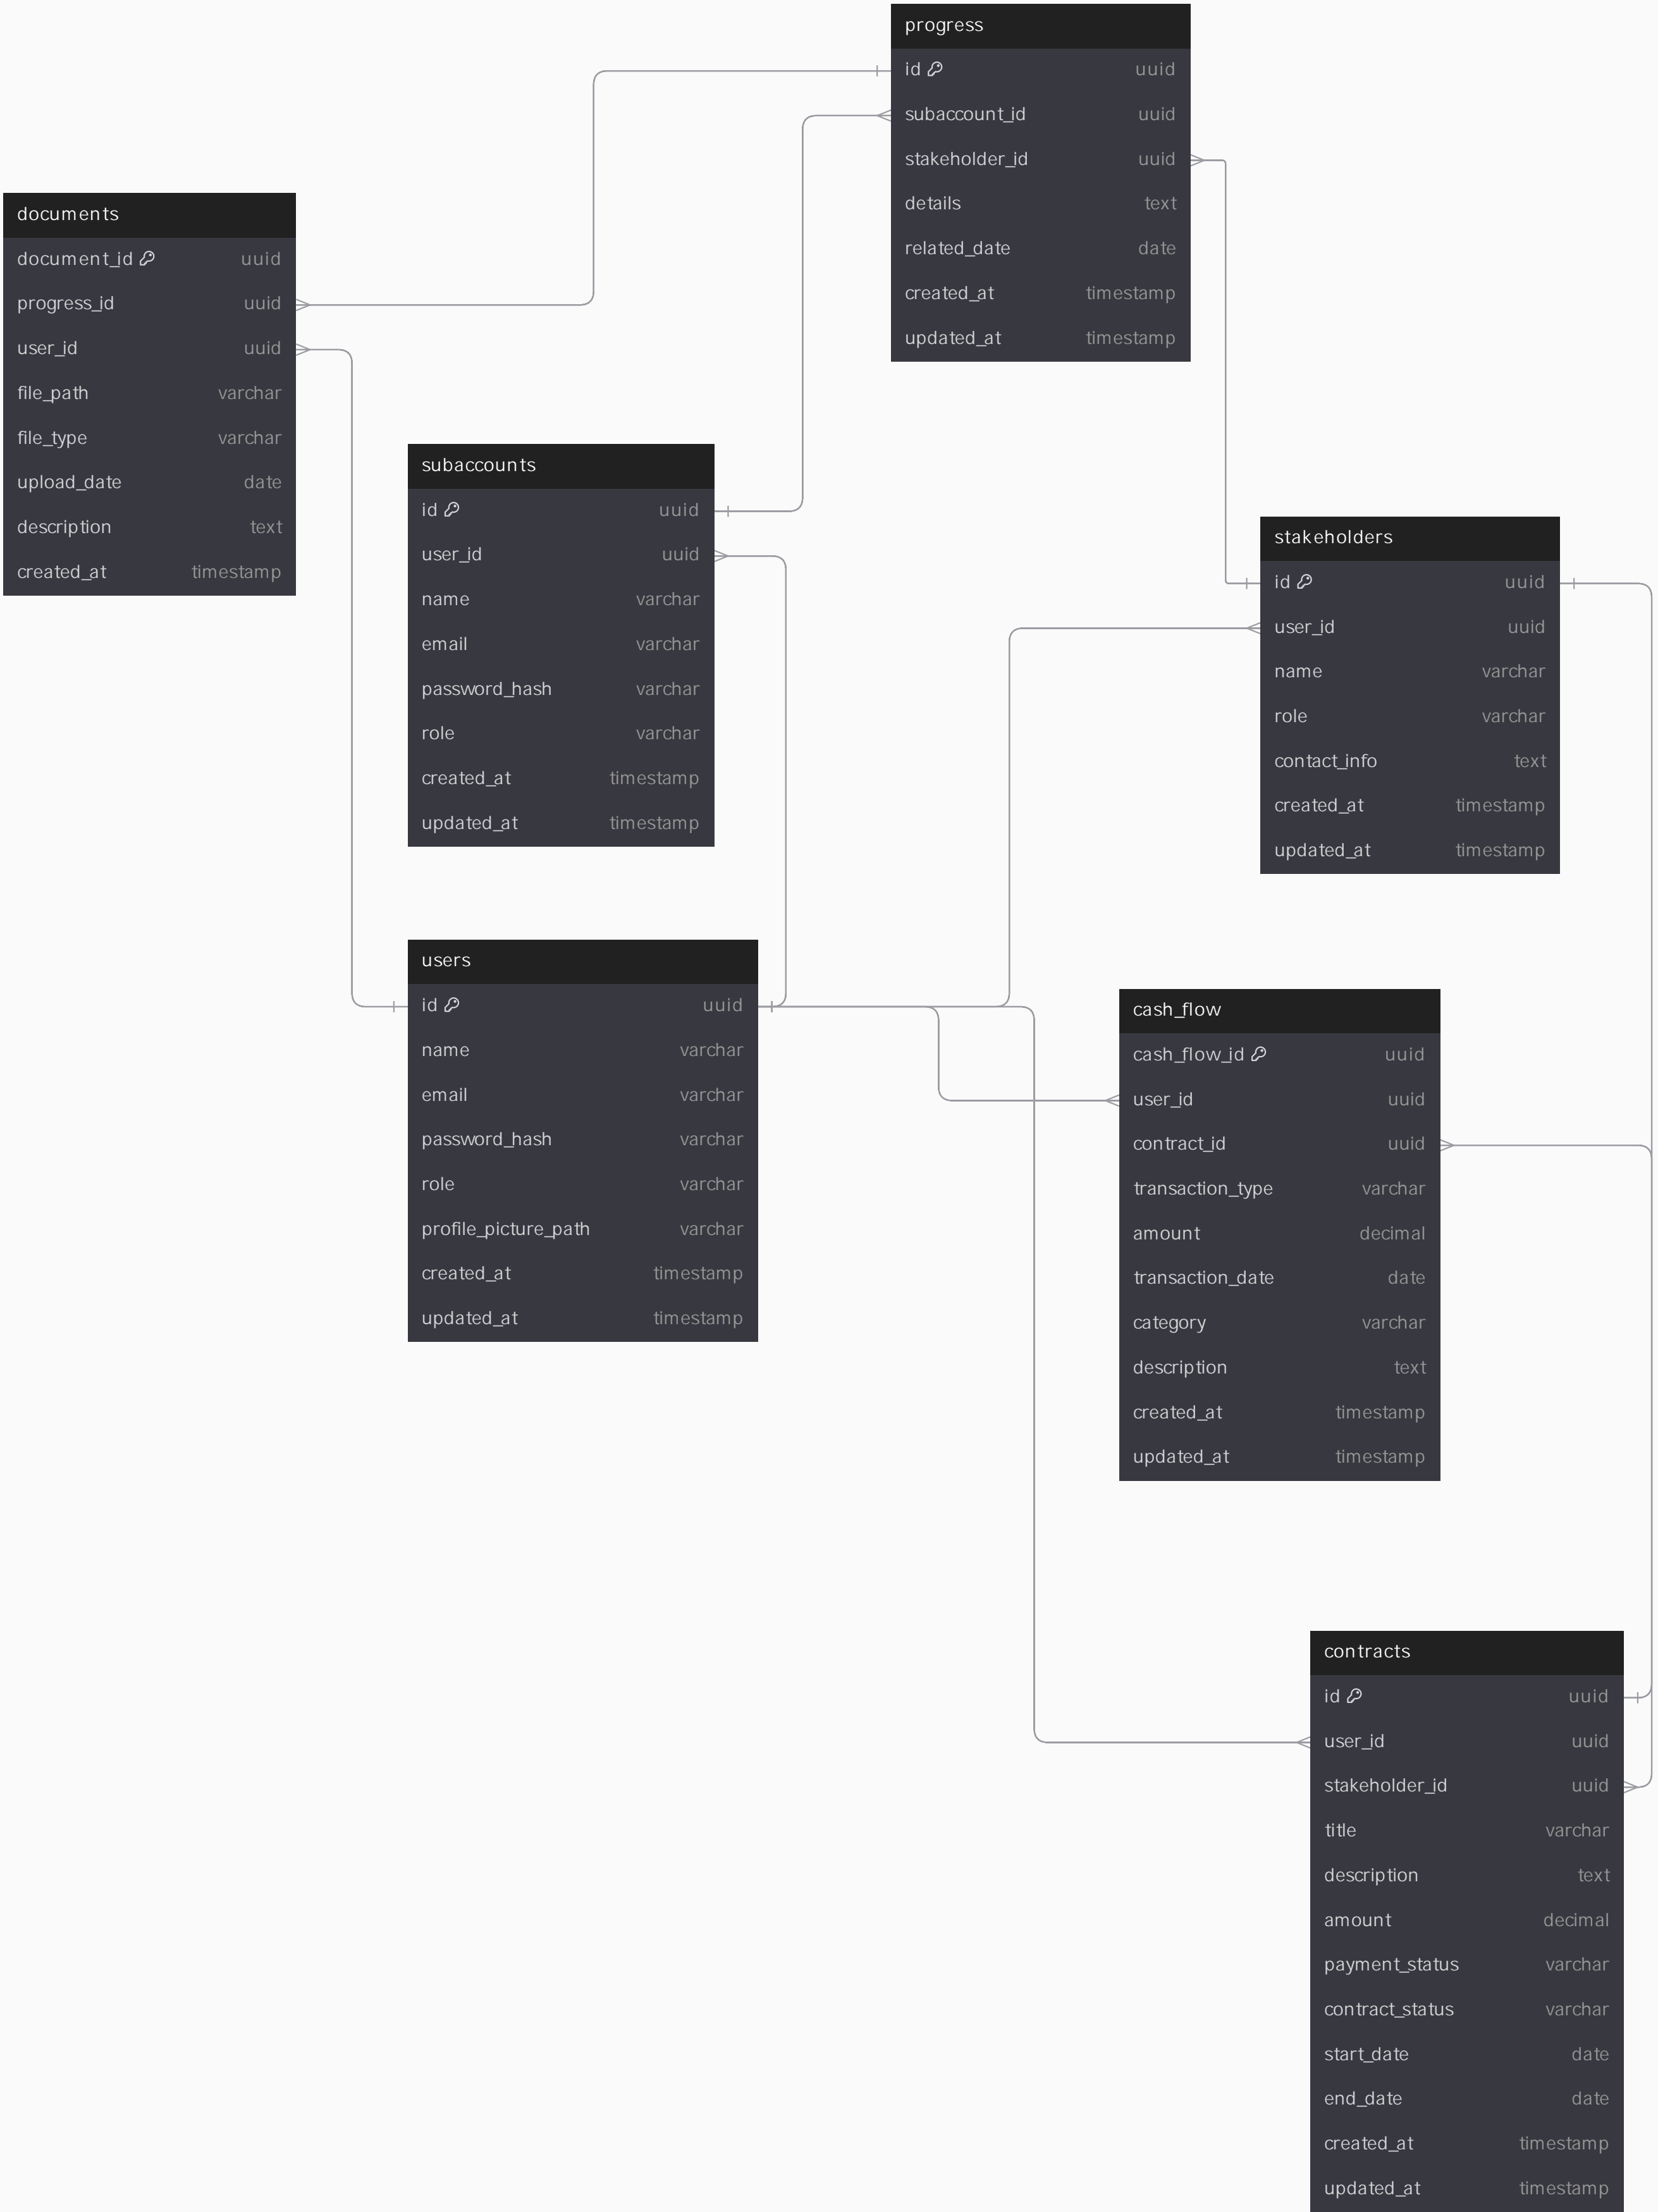 progress
id uuid
subaccount_id uuid
stakeholder_id uuid
details text
related_date date
created_at timestamp
updated_at timestamp
documents
document_id uuid
progress_id uuid
user_id uuid
file_path varchar
file_type varchar
upload_date date
description text
created_at timestamp
subaccounts
id uuid
user_id uuid
name varchar
email varchar
password_hash varchar
role varchar
created_at timestamp
updated_at timestamp
stakeholders
id uuid
user_id uuid
name varchar
role varchar
contact_info text
created_at timestamp
updated_at timestamp
users
id uuid
name varchar
email varchar
password_hash varchar
role varchar
profile_picture_path varchar
created_at timestamp
updated_at timestamp
cash_flow
cash_flow_id uuid
user_id uuid
contract_id uuid
transaction_type varchar
amount decimal
transaction_date date
category varchar
description text
created_at timestamp
updated_at timestamp
contracts
id uuid
user_id uuid
stakeholder_id uuid
title varchar
description text
amount decimal
payment_status varchar
contract_status varchar
start_date date
end_date date
created_at timestamp
updated_at timestamp